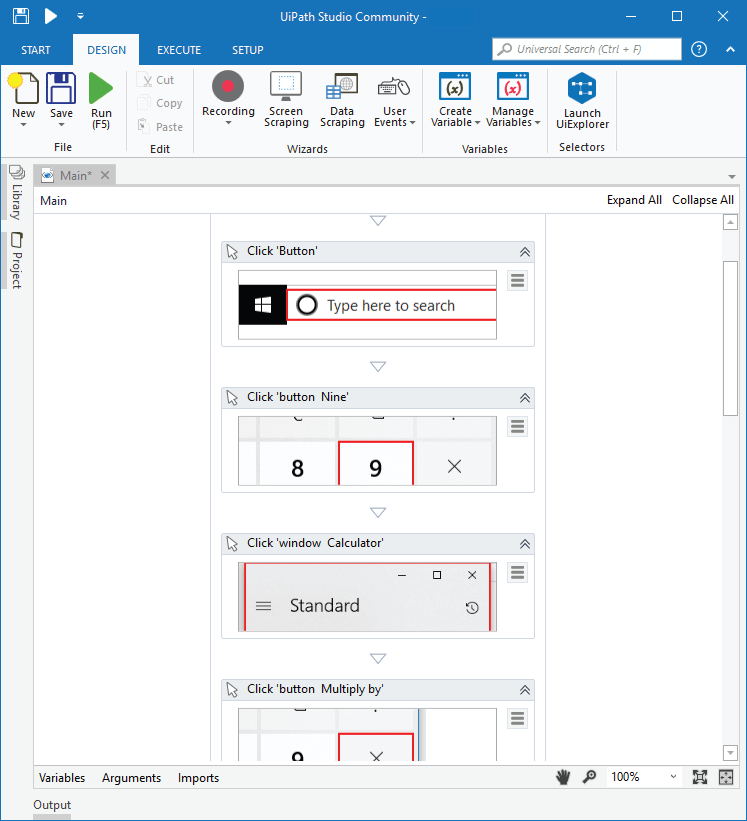 UiPath Studio Community -
START DESIGN EXECUTE SETUP
Universal Search (Ctrl + F)
New Save Run (F5)
Cut
Copy
Paste
Recording Screen Scraping Data Scraping User Events
Create Variable Manage Variables
Launch UiExplorer
File Edit Wizards Variables Selectors
Library
Project
Main*
Main Expand All Collapse All
Click 'Button'
Type here to search
Click 'button Nine'
8 9
Click 'window Calculator'
Standard
Click 'button Multiply by'
9
Variables Arguments Imports 100%
Output